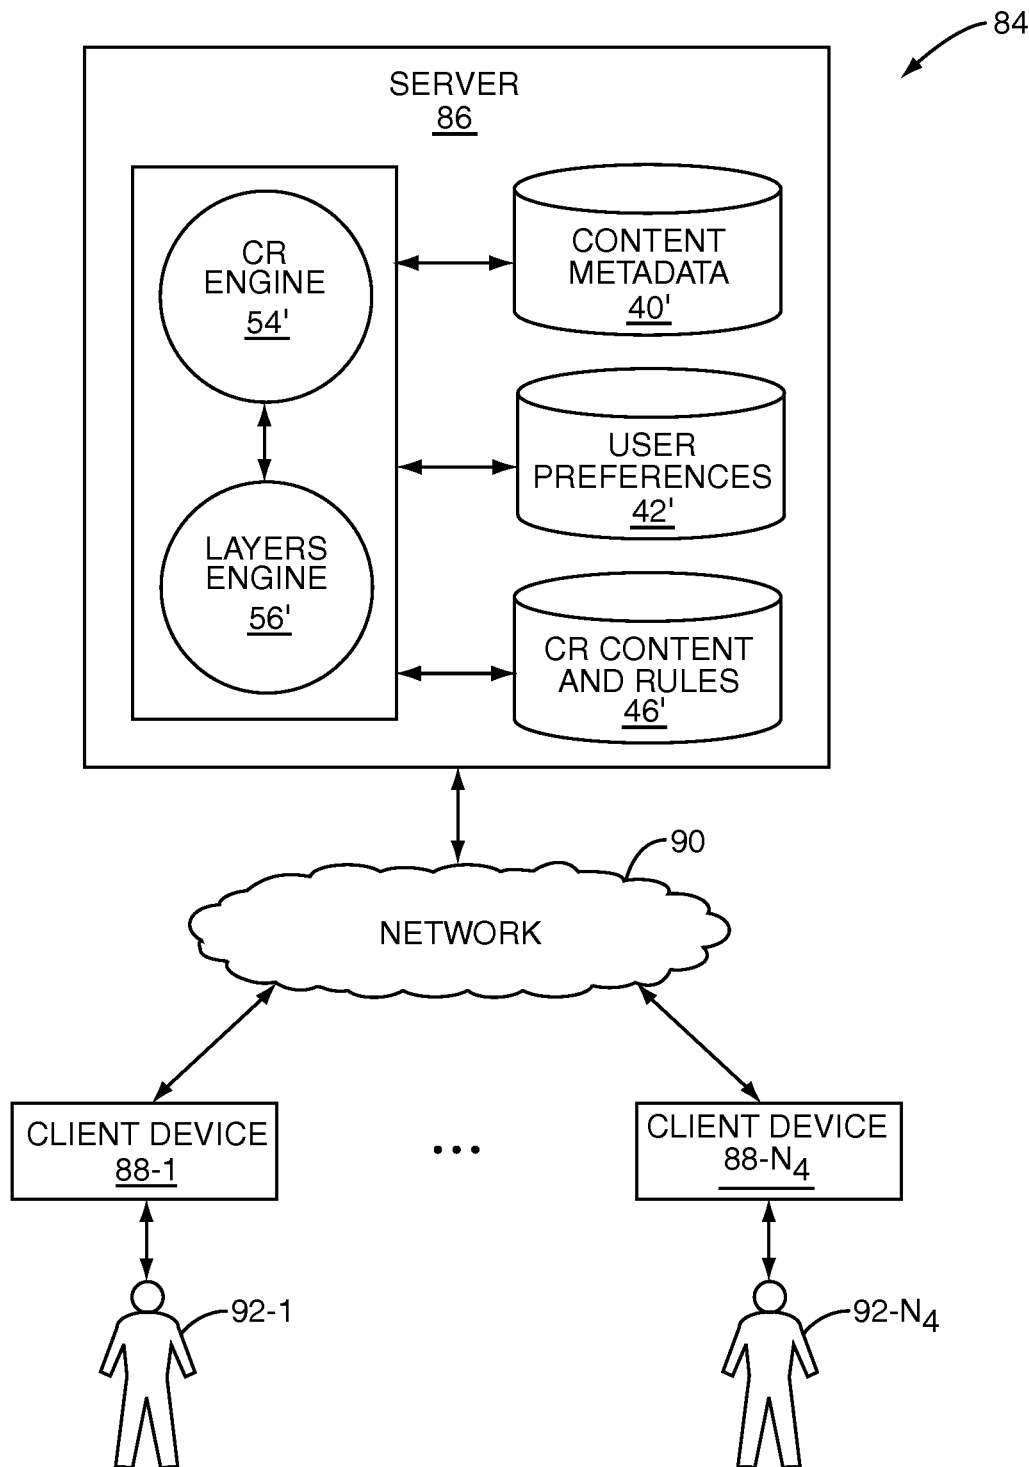 84
SERVER
86
CR
ENGINE
54'
LAYERS
ENGINE
56'
CONTENT
METADATA
40'
USER
PREFERENCES
42'
CR CONTENT
AND RULES
46'
90
NETWORK
CLIENT DEVICE
88-1
...
CLIENT DEVICE
88-N4
92-1
92-N4